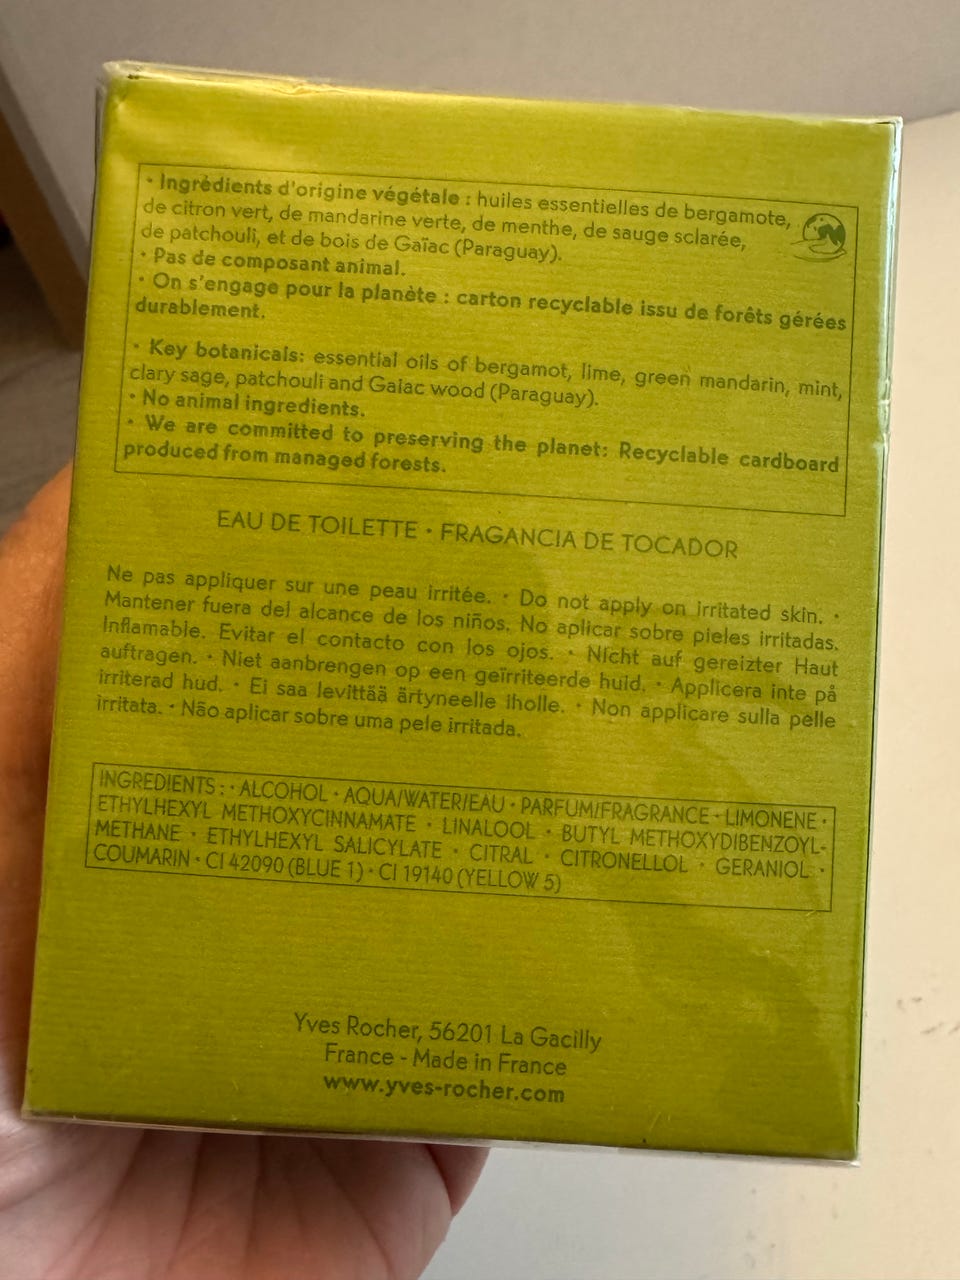 · Ingrédients d'origine végétale : huiles essentielles de bergamote,
de citron vert, de mandarine verte, de menthe, de sauge sclarée,
de patchouli, et de bois de Gaïac (Paraguay).
· Pas de composant animal.
· On s'engage pour la planète : carton recyclable issu de forêts gérées
durablement.
· Key botanicals: essential oils of bergamot, lime, green mandarin, mint,
clary sage, patchouli and Gaiac wood (Paraguay).
· No animal ingredients.
· We are committed to preserving the planet: Recyclable cardboard
produced from managed forests.
EAU DE TOILETTE · FRAGANCIA DE TOCADOR
Ne pas appliquer sur une peau irritée. · Do not apply on irritated skin. ·
Mantener fuera del alcance de los niños. No aplicar sobre pieles irritadas.
Inflamable. Evitar el contacto con los ojos. · Nicht auf gereizter Haut
auftragen. · Niet aanbrengen op een geïrriteerde huid. · Applicera inte på
irriterad hud. · Ei saa levittää ärtyneelle iholle. · Non applicare sulla pelle
irritata. · Não aplicar sobre uma pele irritada.
INGREDIENTS : · ALCOHOL · AQUA/WATER/EAU · PARFUM/FRAGRANCE · LIMONENE ·
ETHYLHEXYL METHOXYCINNAMATE · LINALOOL · BUTYL METHOXYDIBENZOYL-
METHANE · ETHYLHEXYL SALICYLATE · CITRAL · CITRONELLOL · GERANIOL ·
COUMARIN · CI 42090 (BLUE 1) · CI 19140 (YELLOW 5)
Yves Rocher, 56201 La Gacilly
France - Made in France
www.yves-rocher.com